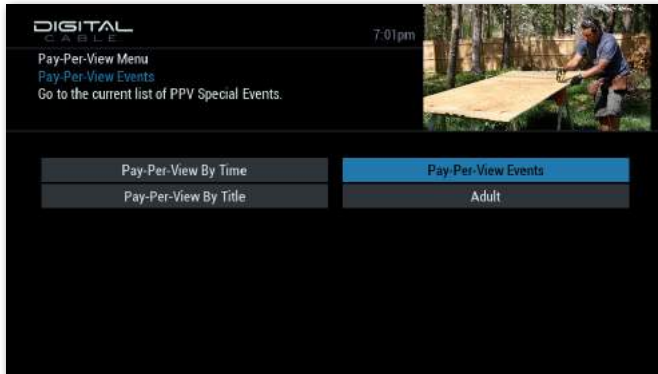 DIGITAL
CABLE
7:01pm
Pay-Per-View Menu
Pay-Per-View Events
Go to the current list of PPV Special Events.
Pay-Per-View By Time
Pay-Per-View Events
Pay-Per-View By Title
Adult